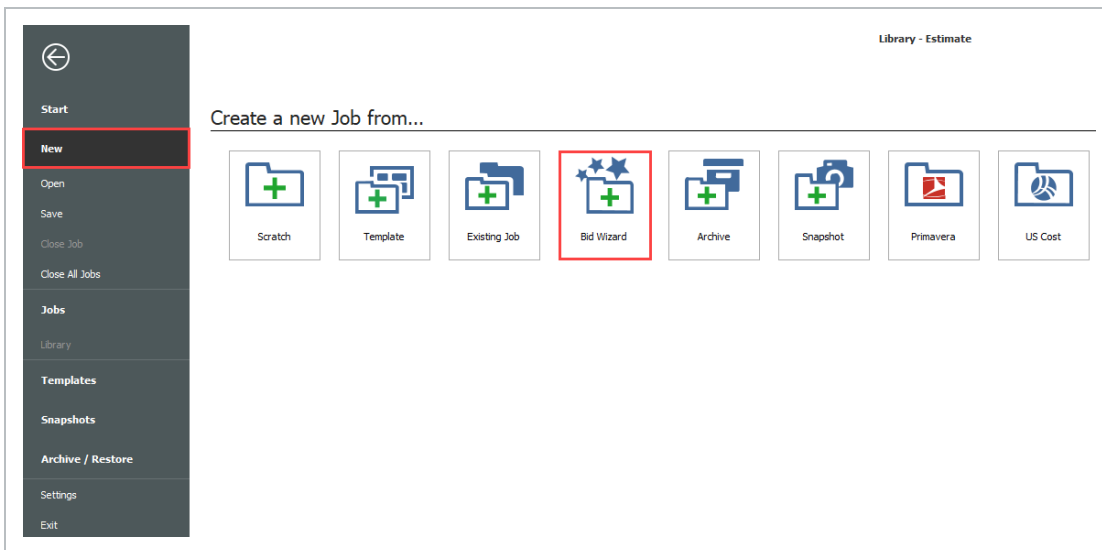 Library - Estimate
Start
New
Open
Save
Close Job
Close All Jobs
Jobs
Library
Templates
Snapshots
Archive / Restore
Settings
Exit
Create a new Job from...
Scratch
Template
Existing Job
Bid Wizard
Archive
Snapshot
Primavera
US Cost